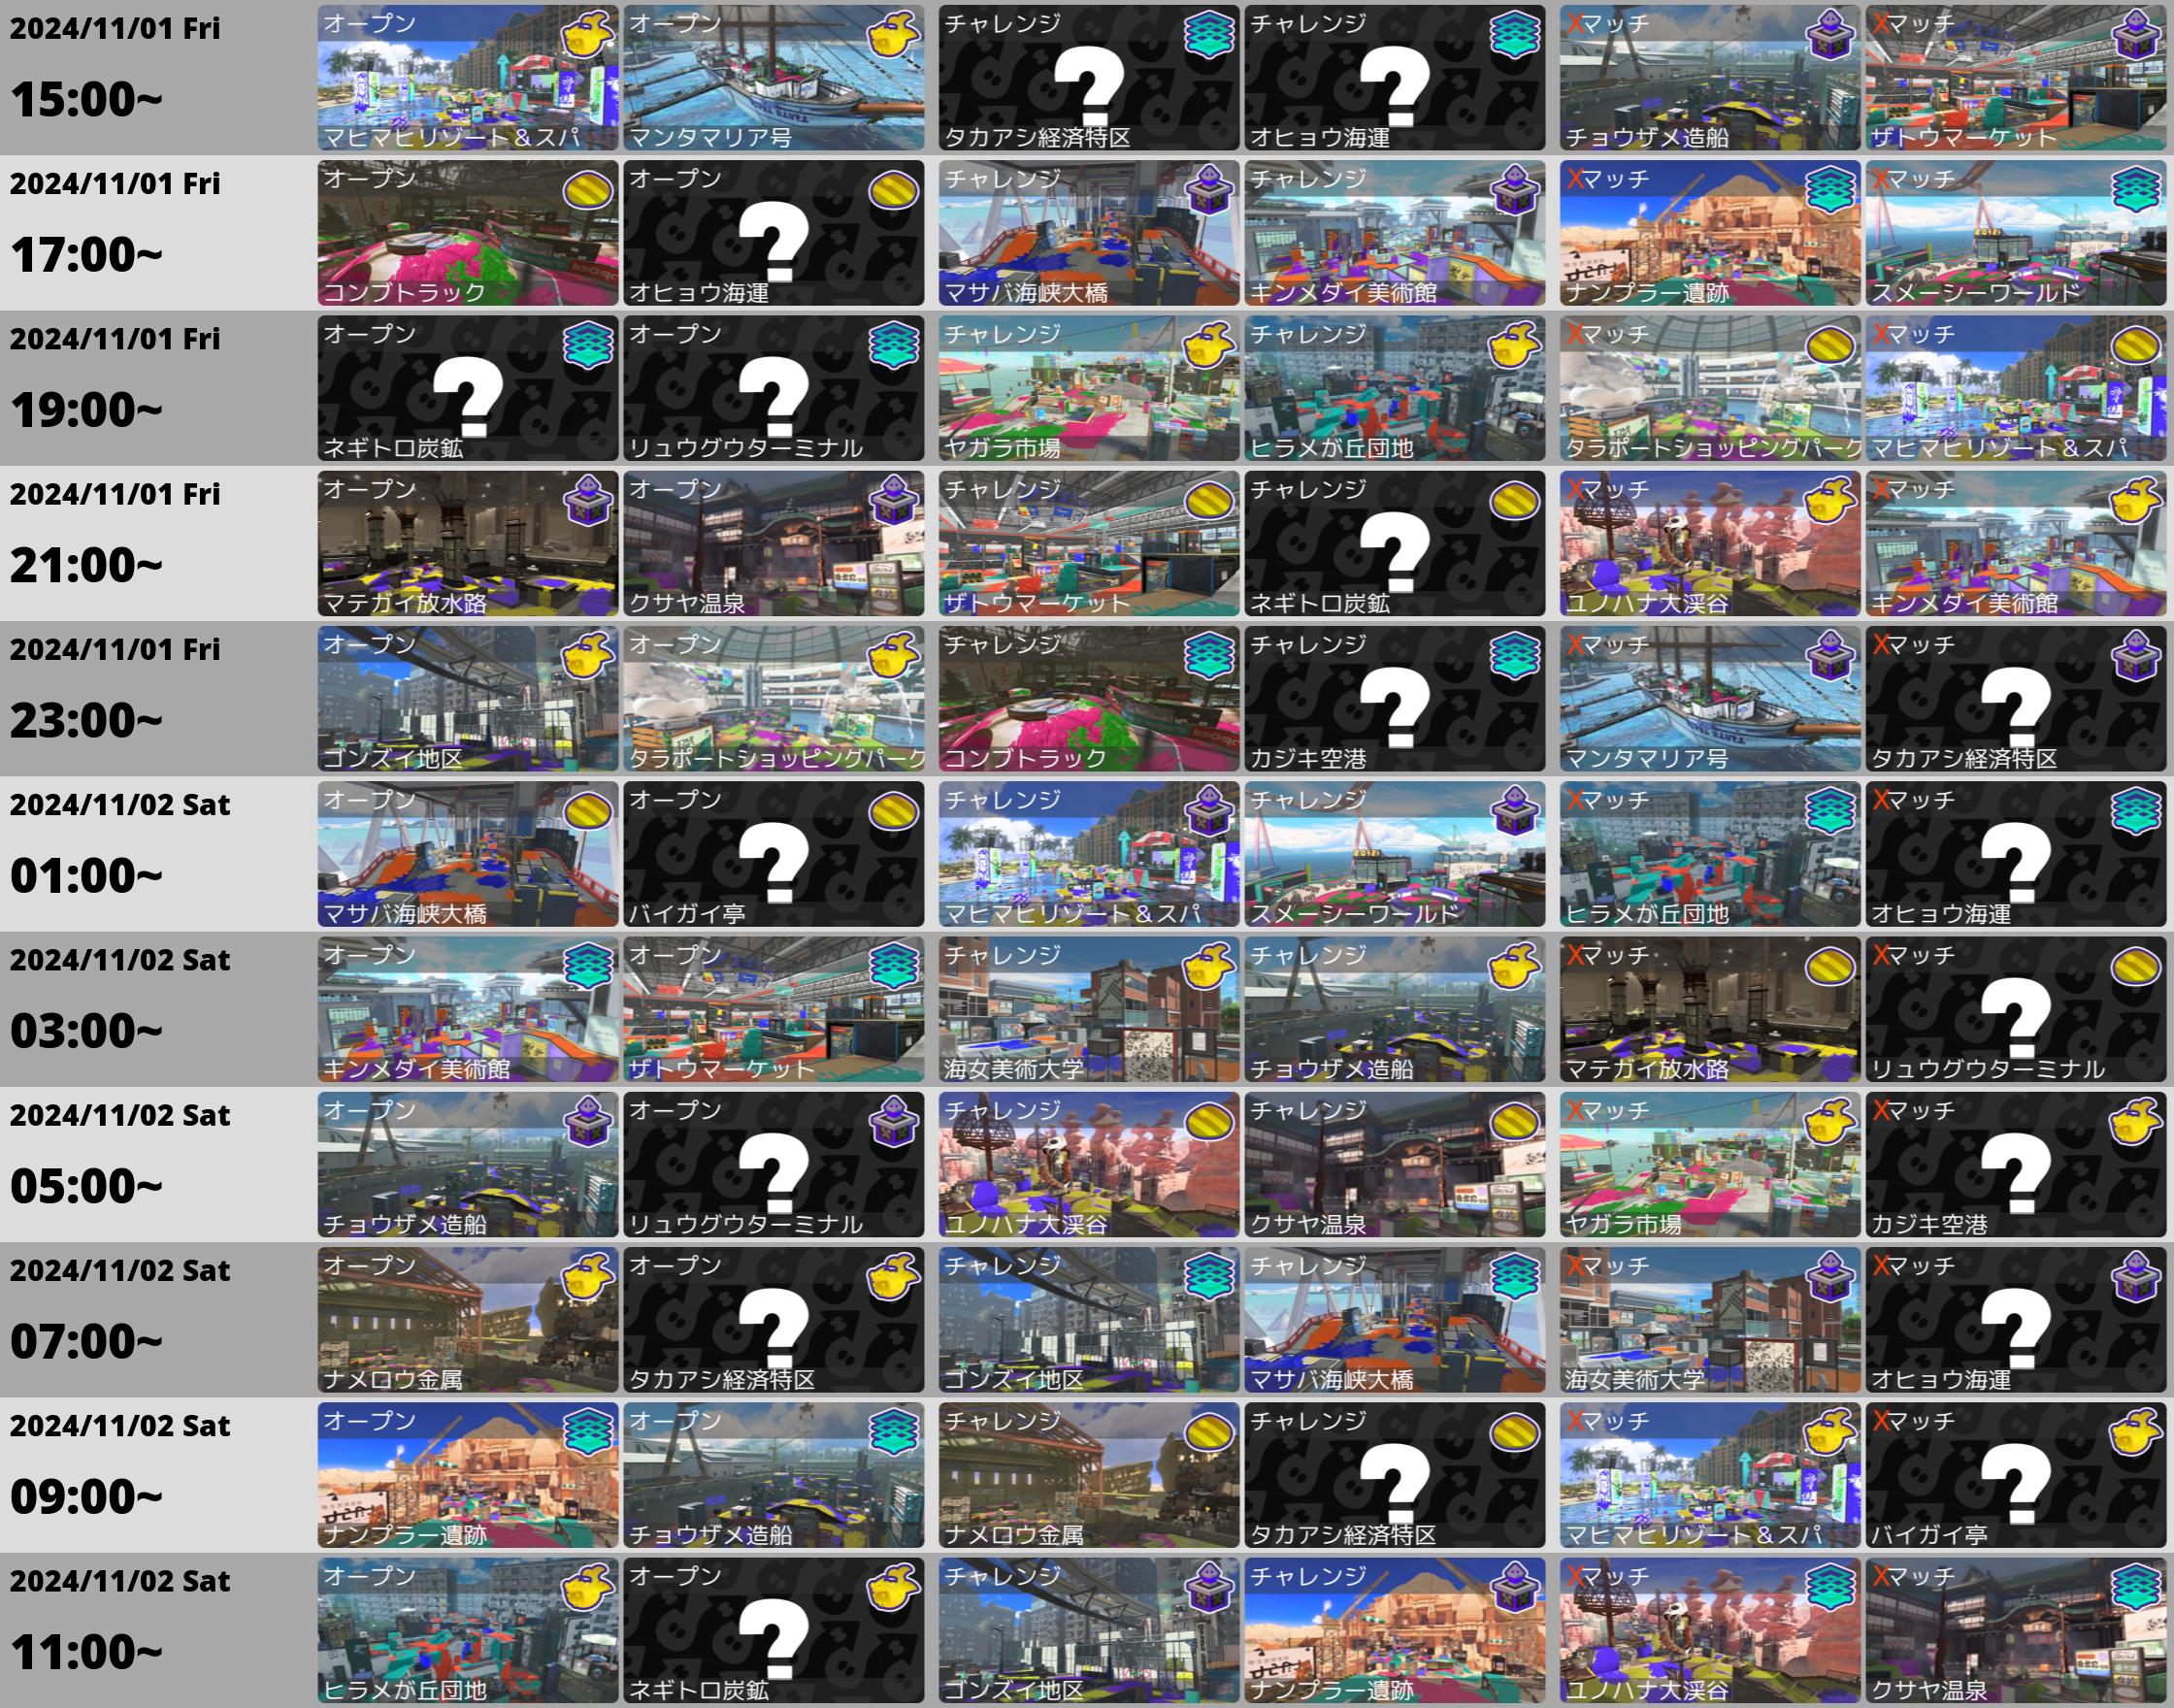 2024/11/01 Fri
15:00~
オープン
マヒマヒリゾート＆スパ
オープン
マンタマリア号
チャレンジ
タカアシ経済特区
チャレンジ
オヒョウ海運
Xマッチ
チョウザメ造船
Xマッチ
ザトウマーケット
2024/11/01 Fri
17:00~
オープン
コンブトラック
オープン
オヒョウ海運
チャレンジ
マサバ海峡大橋
チャレンジ
キンメダイ美術館
Xマッチ
ナンプラー遺跡
Xマッチ
スメーシーワールド
2024/11/01 Fri
19:00~
オープン
ネギトロ炭鉱
オープン
リュウグウターミナル
チャレンジ
ヤガラ市場
チャレンジ
ヒラメが丘団地
Xマッチ
タラポートショッピングパーク
Xマッチ
マヒマヒリゾート＆スパ
2024/11/01 Fri
21:00~
オープン
マテガイ放水路
オープン
クサヤ温泉
チャレンジ
ザトウマーケット
チャレンジ
ネギトロ炭鉱
Xマッチ
ユノハナ大渓谷
Xマッチ
キンメダイ美術館
2024/11/01 Fri
23:00~
オープン
ゴンズイ地区
オープン
タラポートショッピングパーク
チャレンジ
コンブトラック
チャレンジ
カジキ空港
Xマッチ
マンタマリア号
Xマッチ
タカアシ経済特区
2024/11/02 Sat
01:00~
オープン
マサバ海峡大橋
オープン
バイガイ亭
チャレンジ
マヒマヒリゾート＆スパ
チャレンジ
スメーシーワールド
Xマッチ
ヒラメが丘団地
Xマッチ
オヒョウ海運
2024/11/02 Sat
03:00~
オープン
キンメダイ美術館
オープン
ザトウマーケット
チャレンジ
海女美術大学
チャレンジ
チョウザメ造船
Xマッチ
マテガイ放水路
Xマッチ
リュウグウターミナル
2024/11/02 Sat
05:00~
オープン
チョウザメ造船
オープン
リュウグウターミナル
チャレンジ
ユノハナ大渓谷
チャレンジ
クサヤ温泉
Xマッチ
ヤガラ市場
Xマッチ
カジキ空港
2024/11/02 Sat
07:00~
オープン
ナメロウ金属
オープン
タカアシ経済特区
チャレンジ
ゴンズイ地区
チャレンジ
マサバ海峡大橋
Xマッチ
海女美術大学
Xマッチ
オヒョウ海運
2024/11/02 Sat
09:00~
オープン
ナンプラー遺跡
オープン
チョウザメ造船
チャレンジ
ナメロウ金属
チャレンジ
タカアシ経済特区
Xマッチ
マヒマヒリゾート＆スパ
Xマッチ
バイガイ亭
2024/11/02 Sat
11:00~
オープン
ヒラメが丘団地
オープン
ネギトロ炭鉱
チャレンジ
ゴンズイ地区
チャレンジ
ナンプラー遺跡
Xマッチ
ユノハナ大渓谷
Xマッチ
クサヤ温泉